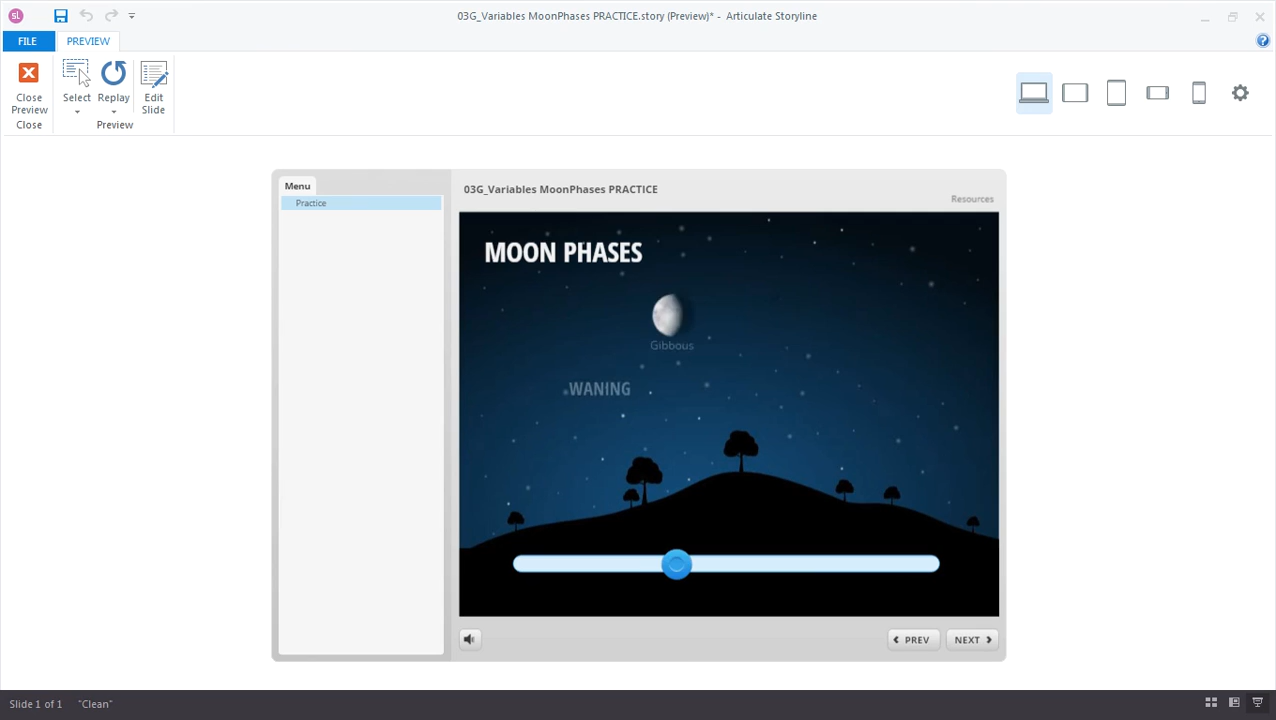 sl
03G_Variables MoonPhases PRACTICE.story (Preview)* - Articulate Storyline
?
FILE
PREVIEW
Close Preview
Select
Replay
Edit Slide
Close
Preview
Menu
Practice
03G_Variables MoonPhases PRACTICE
Resources
MOON PHASES
Gibbous
WANING
PREV
NEXT
Slide 1 of 1
"Clean"